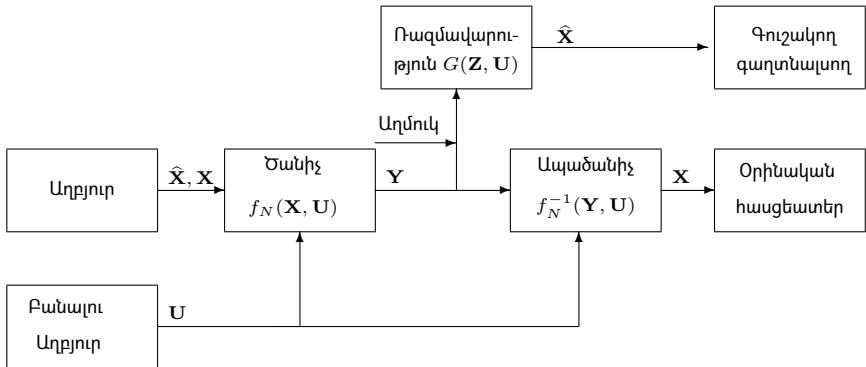 Ռազմավարու-
թյուն G(Z, U)
X̂
Գուշակող
գաղտնալսող
Աղմուկ
Աղբյուր
X̂, X
Ծանիչ
f_N(X, U)
Y
Ապածանիչ
f_N^{-1}(Y, U)
X
Օրինական
հասցեատեր
Բանալու
Աղբյուր
U